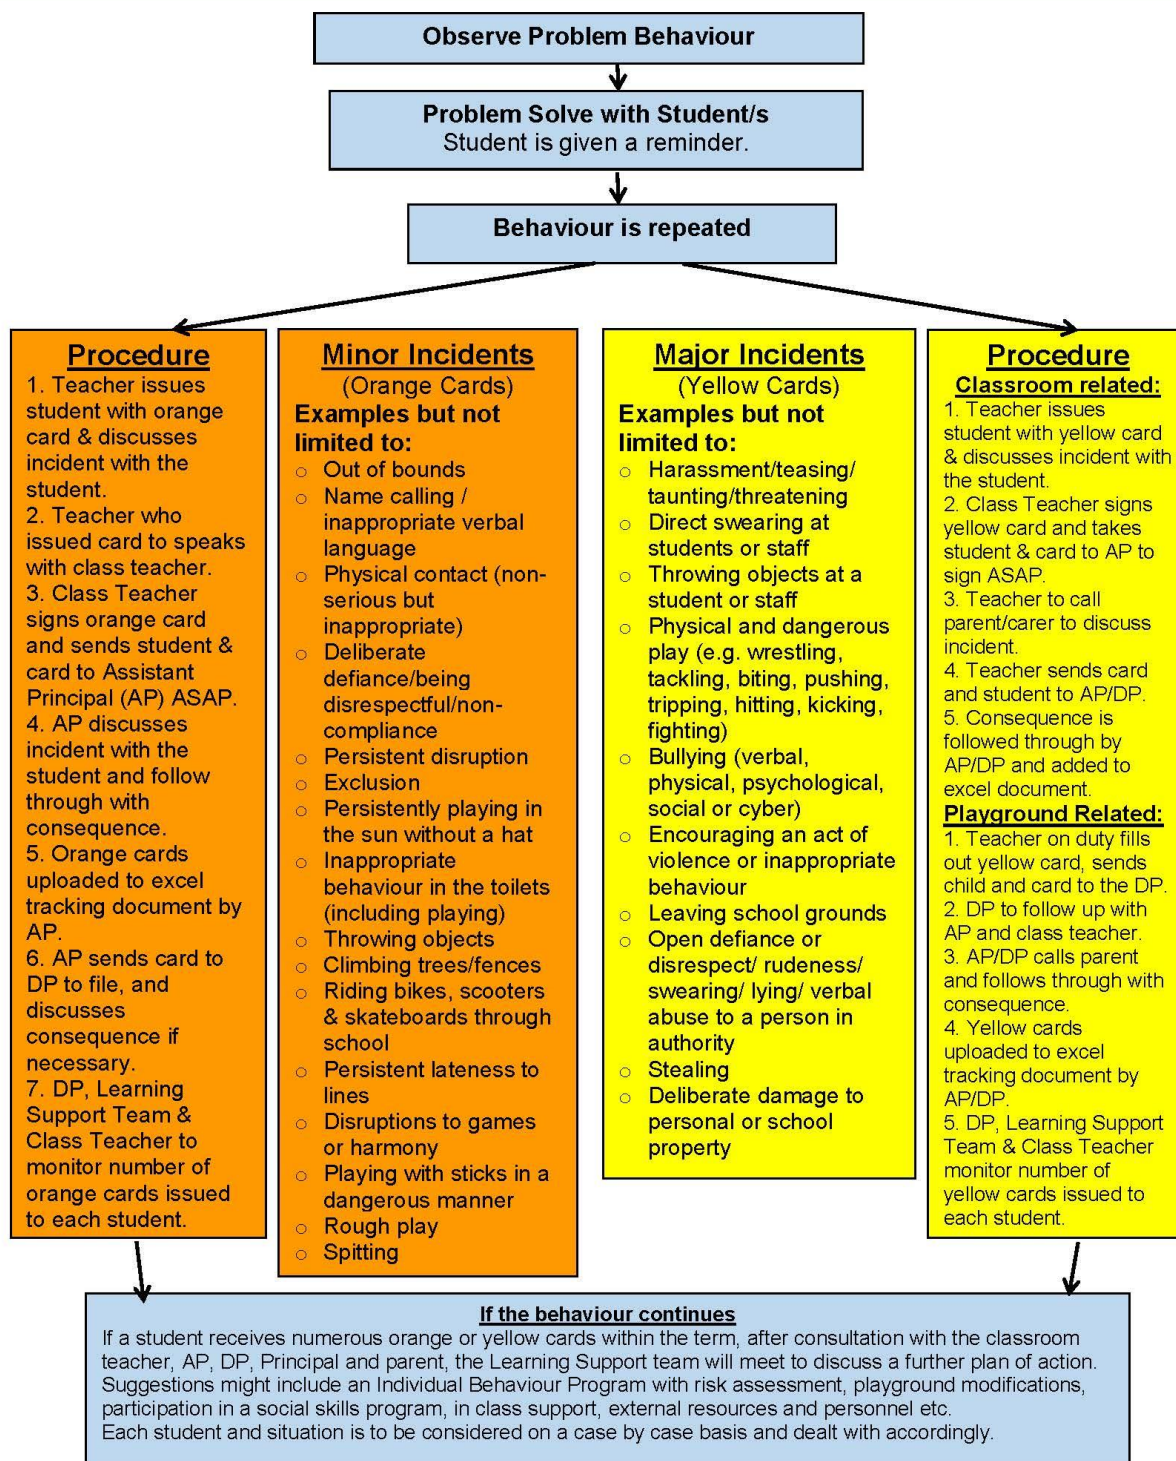 Observe Problem Behaviour
Problem Solve with Student/s
Student is given a reminder.
Behaviour is repeated
Procedure
1. Teacher issues
student with orange
card & discusses
incident with the
student.
2. Teacher who
issued card to speaks
with class teacher.
3. Class Teacher
signs orange card
and sends student &
card to Assistant
Principal (AP) ASAP.
4. AP discusses
incident with the
student and follow
through with
consequence.
5. Orange cards
uploaded to excel
tracking document by
AP.
6. AP sends card to
DP to file, and
discusses
consequence if
necessary.
7. DP, Learning
Support Team &
Class Teacher to
monitor number of
orange cards issued
to each student.
Minor Incidents
(Orange Cards)
Examples but not
limited to:
o Out of bounds
o Name calling /
inappropriate verbal
language
o Physical contact (non-
serious but
inappropriate)
o Deliberate
defiance/being
disrespectful/non-
compliance
o Persistent disruption
o Exclusion
o Persistently playing in
the sun without a hat
o Inappropriate
behaviour in the toilets
(including playing)
o Throwing objects
o Climbing trees/fences
o Riding bikes, scooters
& skateboards through
school
o Persistent lateness to
lines
o Disruptions to games
or harmony
o Playing with sticks in a
dangerous manner
o Rough play
o Spitting
Major Incidents
(Yellow Cards)
Examples but not
limited to:
o Harassment/teasing/
taunting/threatening
o Direct swearing at
students or staff
o Throwing objects at a
student or staff
o Physical and dangerous
play (e.g. wrestling,
tackling, biting, pushing,
tripping, hitting, kicking,
fighting)
o Bullying (verbal,
physical, psychological,
social or cyber)
o Encouraging an act of
violence or inappropriate
behaviour
o Leaving school grounds
o Open defiance or
disrespect/ rudeness/
swearing/ lying/ verbal
abuse to a person in
authority
o Stealing
o Deliberate damage to
personal or school
property
Procedure
Classroom related:
1. Teacher issues
student with yellow card
& discusses incident with
the student.
2. Class Teacher signs
yellow card and takes
student & card to AP to
sign ASAP.
3. Teacher to call
parent/carer to discuss
incident.
4. Teacher sends card
and student to AP/DP.
5. Consequence is
followed through by
AP/DP and added to
excel document.
Playground Related:
1. Teacher on duty fills
out yellow card, sends
child and card to the DP.
2. DP to follow up with
AP and class teacher.
3. AP/DP calls parent
and follows through with
consequence.
4. Yellow cards
uploaded to excel
tracking document by
AP/DP.
5. DP, Learning Support
Team & Class Teacher
monitor number of
yellow cards issued to
each student.
If the behaviour continues
If a student receives numerous orange or yellow cards within the term, after consultation with the classroom
teacher, AP, DP, Principal and parent, the Learning Support team will meet to discuss a further plan of action.
Suggestions might include an Individual Behaviour Program with risk assessment, playground modifications,
participation in a social skills program, in class support, external resources and personnel etc.
Each student and situation is to be considered on a case by case basis and dealt with accordingly.